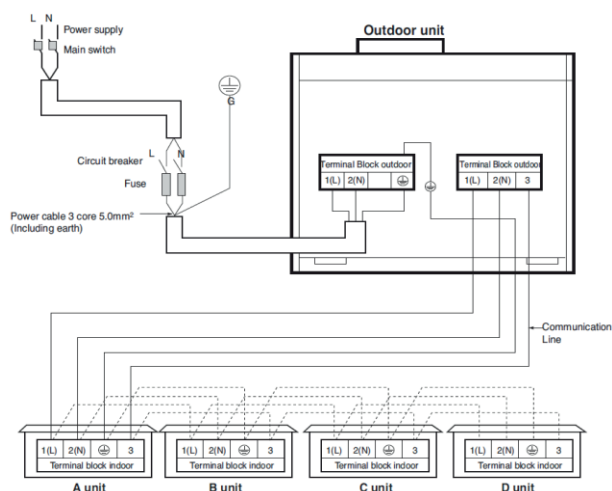 L N
Power supply
Main switch
Outdoor unit
G
L N
Circuit breaker
Fuse
Power cable 3 core 5.0mm²
(Including earth)
Terminal Block outdoor
1(L) 2(N)
Terminal Block outdoor
1(L) 2(N) 3
Communication
Line
1(L) 2(N) 3
Terminal block indoor
A unit
1(L) 2(N) 3
Terminal block indoor
B unit
1(L) 2(N) 3
Terminal block indoor
C unit
1(L) 2(N) 3
Terminal block indoor
D unit